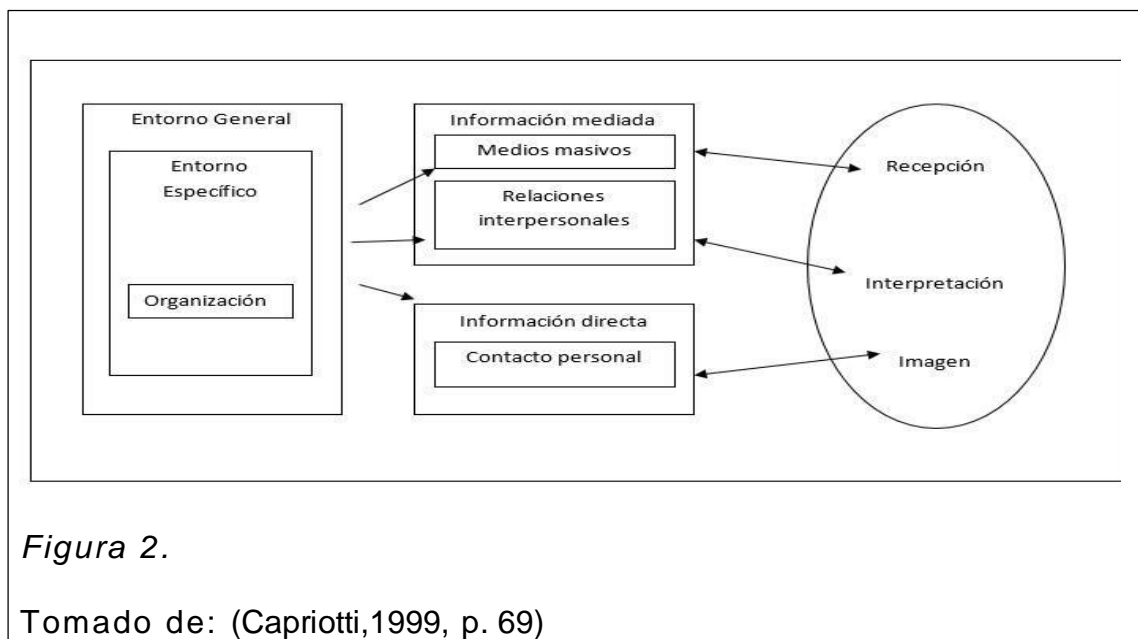 Entorno General
Entorno
Específico
Organización
Información mediada
Medios masivos
Relaciones
interpersonales
Información directa
Contacto personal
Recepción
Interpretación
Imagen
Figura 2.
Tomado de: (Capriotti,1999, p. 69)